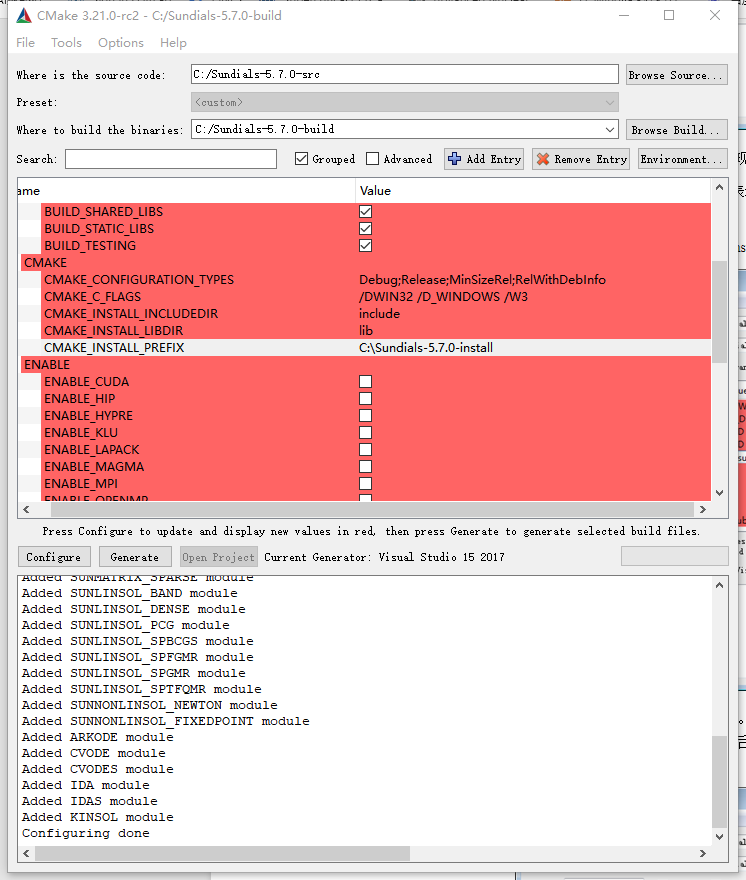 CMake 3.21.0-rc2 - C:/Sundials-5.7.0-build
File Tools Options Help
Where is the source code: C:/Sundials-5.7.0-src Browse Source...
Preset: <custom>
Where to build the binaries: C:/Sundials-5.7.0-build Browse Build...
Search: Grouped Advanced Add Entry Remove Entry Environment...
ame Value
BUILD_SHARED_LIBS
BUILD_STATIC_LIBS
BUILD_TESTING
CMAKE
CMAKE_CONFIGURATION_TYPES Debug;Release;MinSizeRel;RelWithDebInfo
CMAKE_C_FLAGS /DWIN32 /D_WINDOWS /W3
CMAKE_INSTALL_INCLUDEDIR include
CMAKE_INSTALL_LIBDIR lib
CMAKE_INSTALL_PREFIX C:\Sundials-5.7.0-install
ENABLE
ENABLE_CUDA
ENABLE_HIP
ENABLE_HYPRE
ENABLE_KLU
ENABLE_LAPACK
ENABLE_MAGMA
ENABLE_MPI
ENABLE_OPENMP
Press Configure to update and display new values in red, then press Generate to generate selected build files.
Configure Generate Open Project Current Generator: Visual Studio 15 2017
Added SUNMATRIX_SPARSE module
Added SUNLINSOL_BAND module
Added SUNLINSOL_DENSE module
Added SUNLINSOL_PCG module
Added SUNLINSOL_SPBCGS module
Added SUNLINSOL_SPFGMR module
Added SUNLINSOL_SPGMR module
Added SUNLINSOL_SPTFQMR module
Added SUNNONLINSOL_NEWTON module
Added SUNNONLINSOL_FIXEDPOINT module
Added ARKODE module
Added CVODE module
Added CVODES module
Added IDA module
Added IDAS module
Added KINSOL module
Configuring done